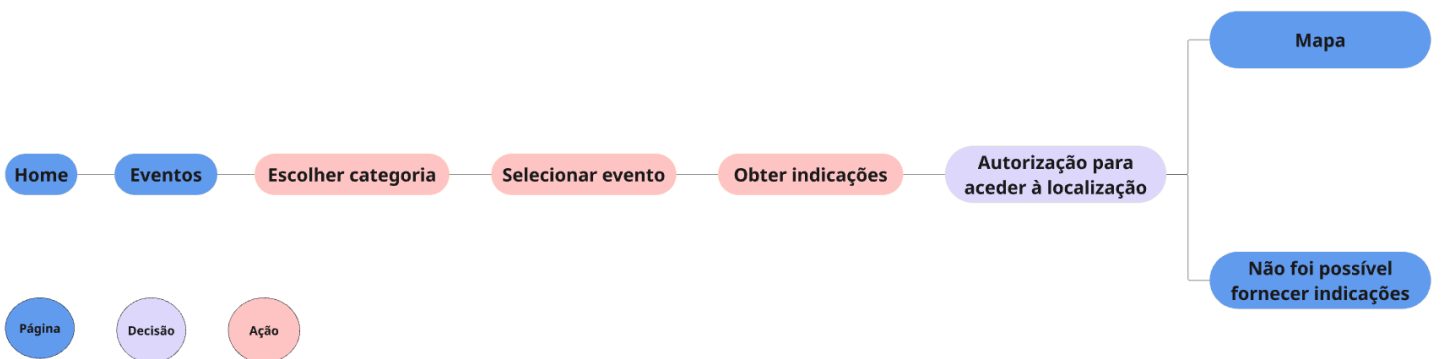 Mapa
Home
Eventos
Escolher categoria
Selecionar evento
Obter indicações
Autorização para
aceder à localização
Não foi possível
fornecer indicações
Página
Decisão
Ação